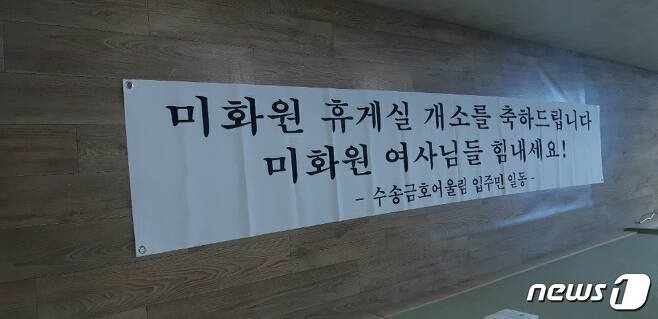 미화원 휴게실 개소를 축하드립니다
미화원 여사님들 힘내세요!
- 수송금호어울림 입주민 일동 -
news1